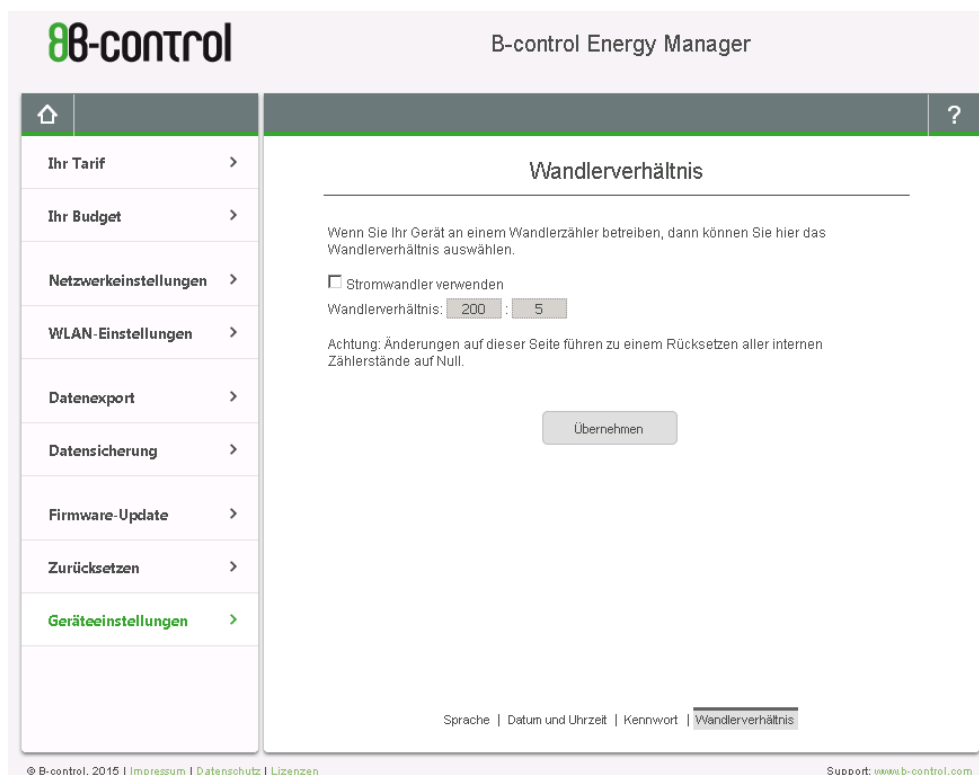 B-control
B-control Energy Manager
?
Ihr Tarif
Ihr Budget
Netzwerkeinstellungen
WLAN-Einstellungen
Datenexport
Datensicherung
Firmware-Update
Zurücksetzen
Geräteeinstellungen
Wandlerverhältnis
Wenn Sie Ihr Gerät an einem Wandlerzähler betreiben, dann können Sie hier das
Wandlerverhältnis auswählen.
Stromwandler verwenden
Wandlerverhältnis: 200 : 5
Achtung: Änderungen auf dieser Seite führen zu einem Rücksetzen aller internen
Zählerstände auf Null.
Übernehmen
Sprache | Datum und Uhrzeit | Kennwort | Wandlerverhältnis
© B-control, 2015 | Impressum | Datenschutz | Lizenzen
Support: www.b-control.com